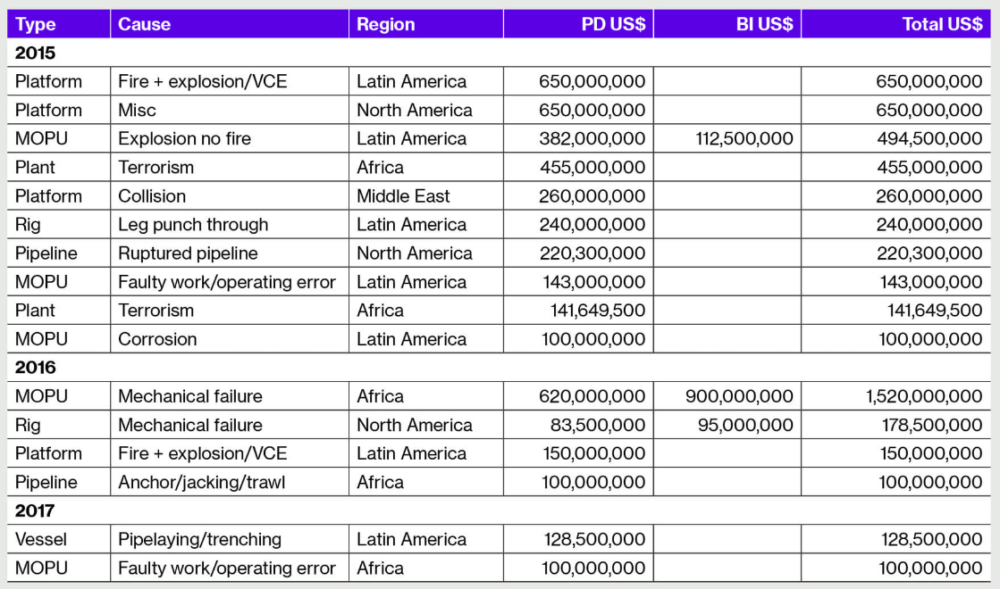 Type Cause Region PD US$ BI US$ Total US$
2015
Platform Fire + explosion/VCE Latin America 650,000,000 650,000,000
Platform Misc North America 650,000,000 650,000,000
MOPU Explosion no fire Latin America 382,000,000 112,500,000 494,500,000
Plant Terrorism Africa 455,000,000 455,000,000
Platform Collision Middle East 260,000,000 260,000,000
Rig Leg punch through Latin America 240,000,000 240,000,000
Pipeline Ruptured pipeline North America 220,300,000 220,300,000
MOPU Faulty work/operating error Latin America 143,000,000 143,000,000
Plant Terrorism Africa 141,649,500 141,649,500
MOPU Corrosion Latin America 100,000,000 100,000,000
2016
MOPU Mechanical failure Africa 620,000,000 900,000,000 1,520,000,000
Rig Mechanical failure North America 83,500,000 95,000,000 178,500,000
Platform Fire + explosion/VCE Latin America 150,000,000 150,000,000
Pipeline Anchor/jacking/trawl Africa 100,000,000 100,000,000
2017
Vessel Pipelaying/trenching Latin America 128,500,000 128,500,000
MOPU Faulty work/operating error Africa 100,000,000 100,000,000